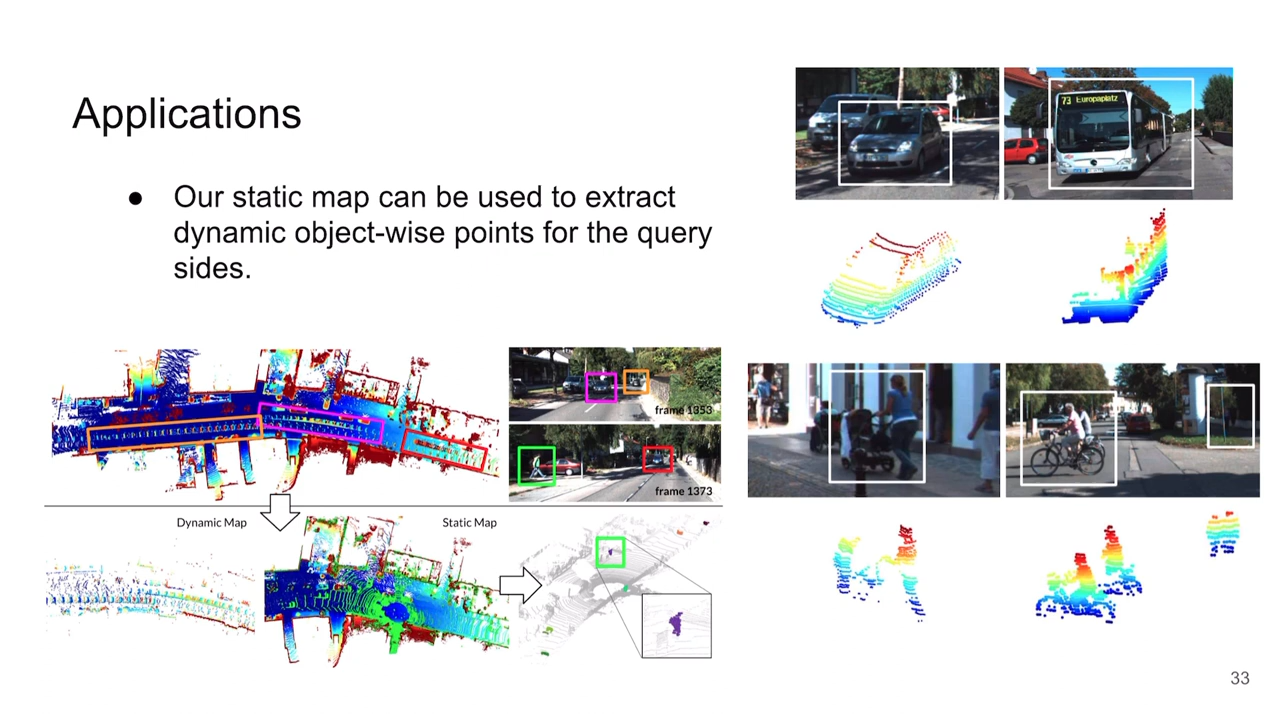 Applications
● Our static map can be used to extract
dynamic object-wise points for the query
sides.
73 Europaplatz
frame 1353
frame 1373
Dynamic Map
Static Map
33